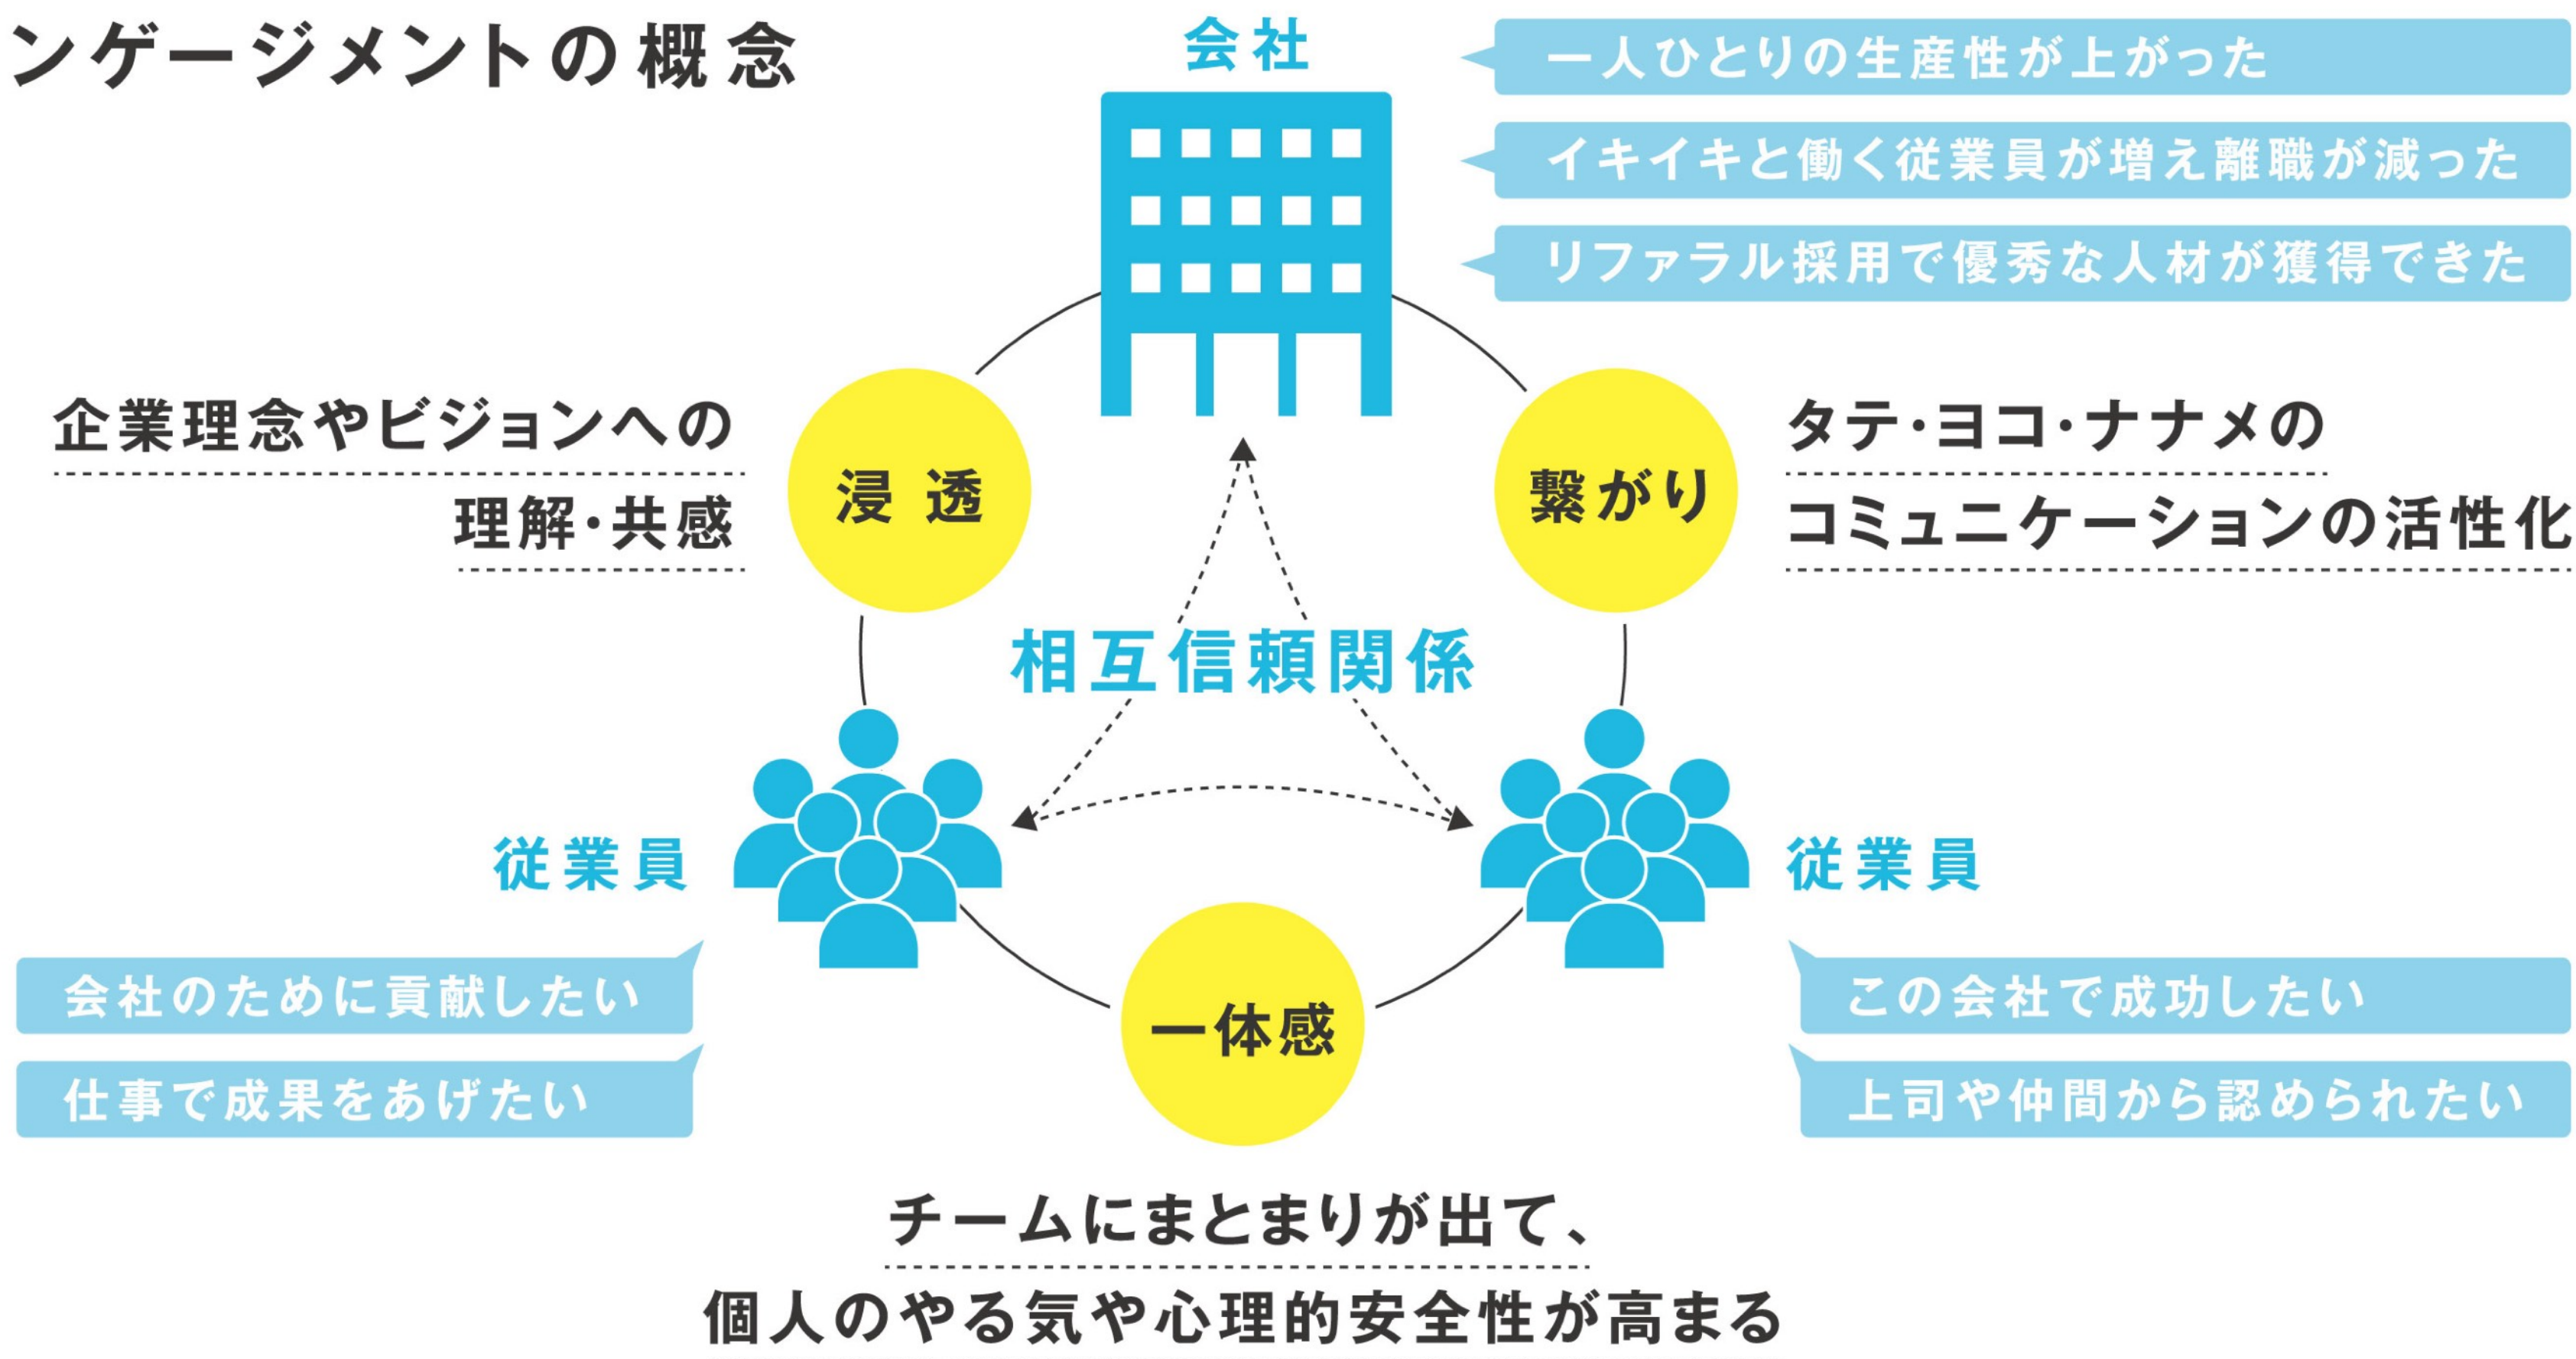 ンゲージメントの概念
会社
一人ひとりの生産性が上がった
イキイキと働く従業員が増え離職が減った
リファラル採用で優秀な人材が獲得できた
企業理念やビジョンへの
理解・共感
浸透
繋がり
タテ・ヨコ・ナナメの
コミュニケーションの活性化
相互信頼関係
従業員
従業員
会社のために貢献したい
仕事で成果をあげたい
この会社で成功したい
上司や仲間から認められたい
一体感
チームにまとまりが出て、
個人のやる気や心理的安全性が高まる